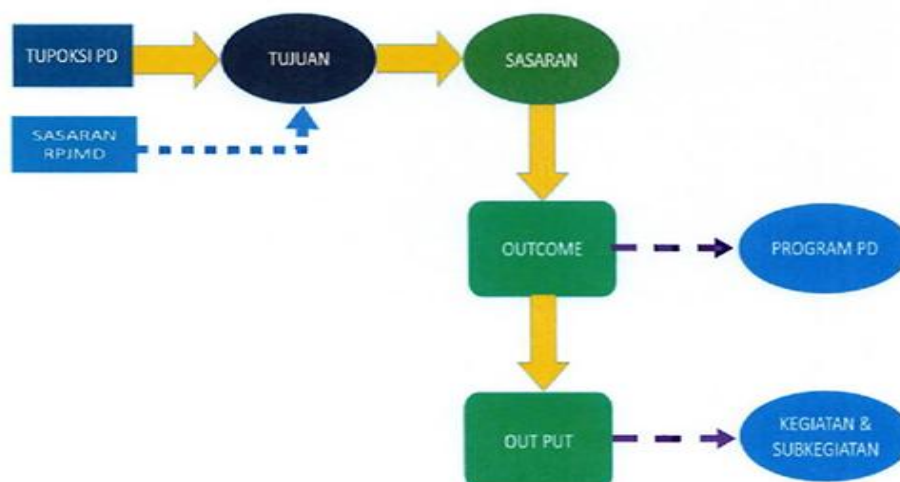 TUPOKSI PD
TUJUAN
SASARAN
SASARAN
RPJMD
OUTCOME
PROGRAM PD
OUT PUT
KEGIATAN &
SUBKEGIATAN